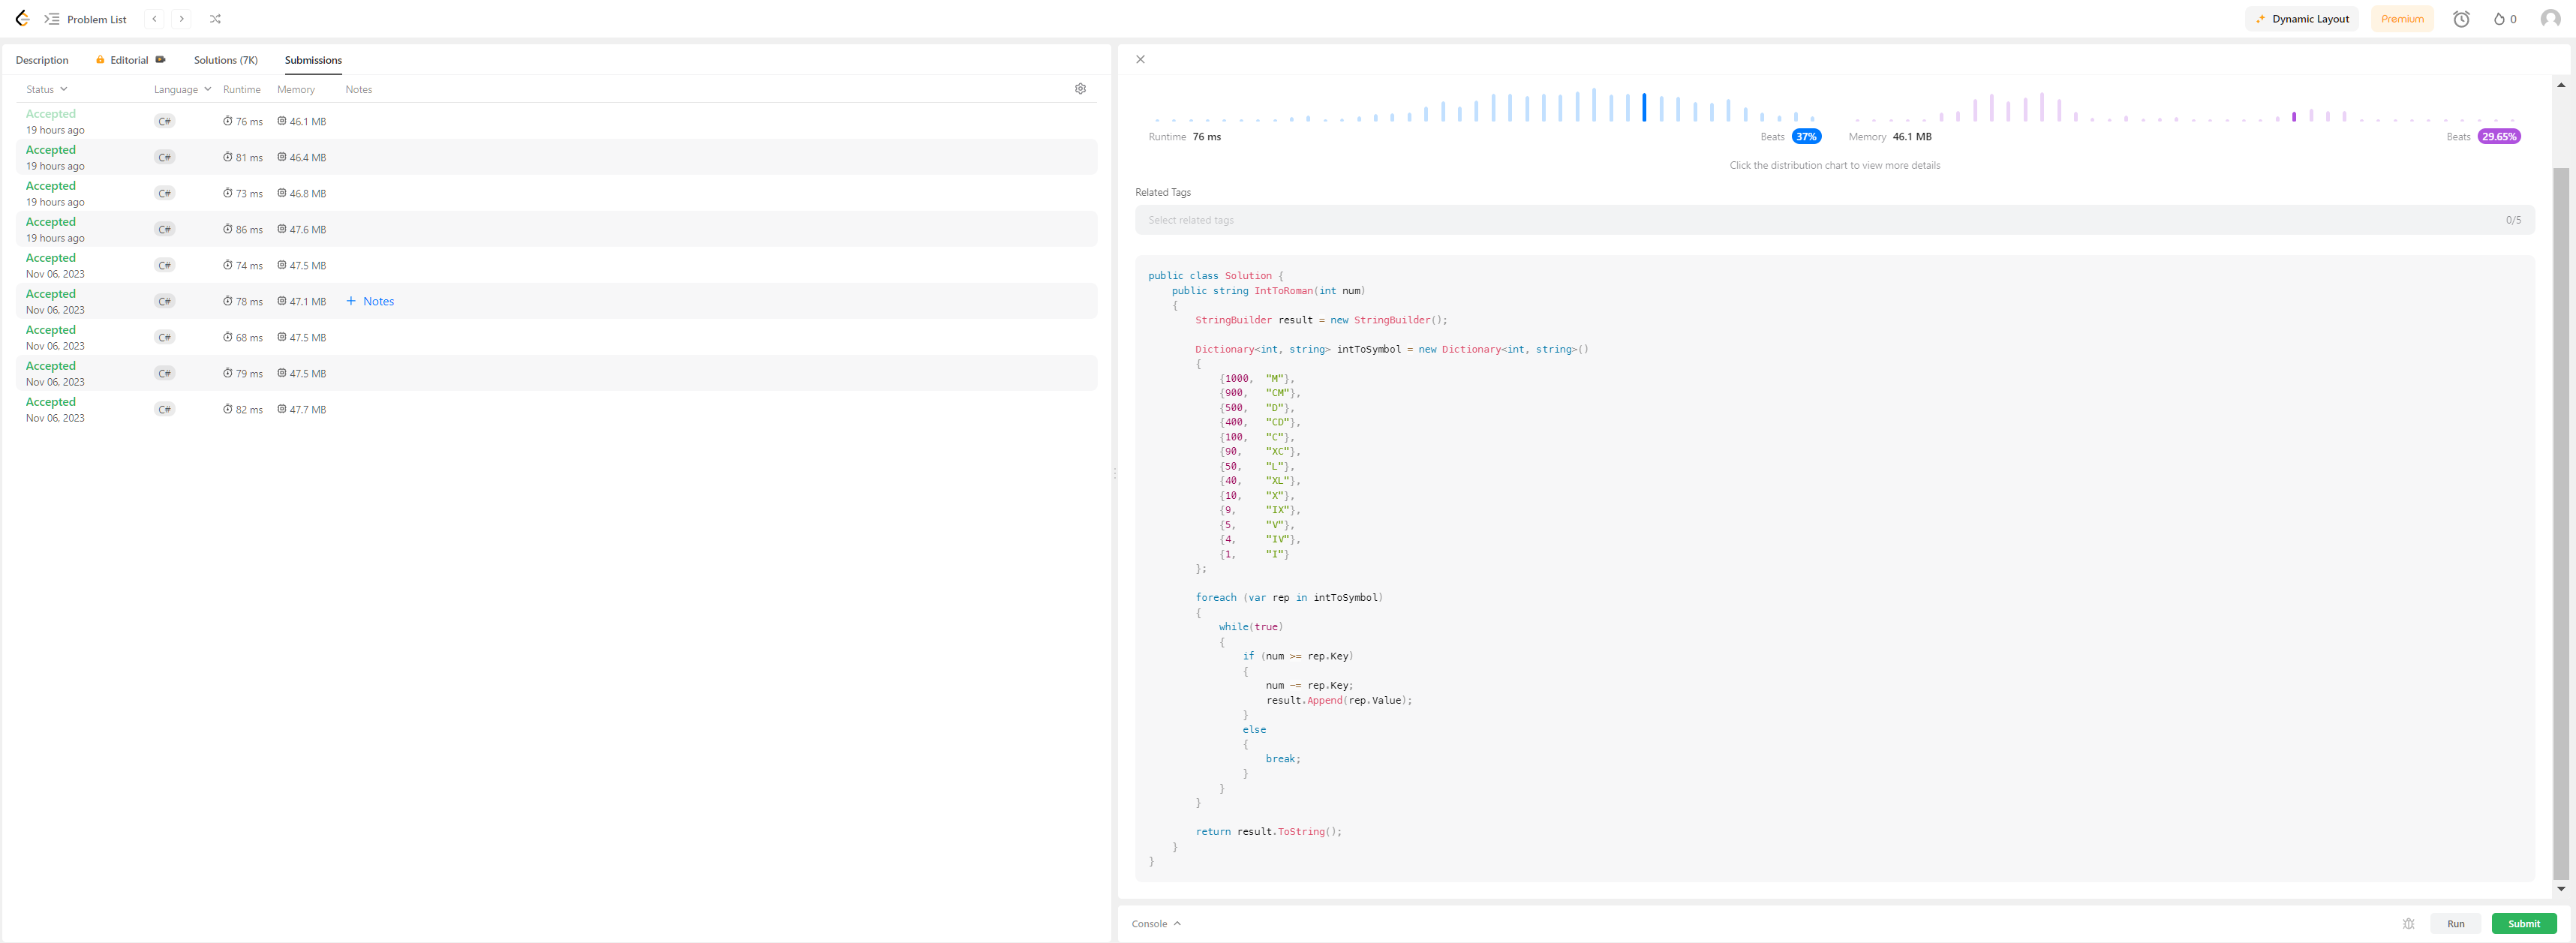 Problem List
Dynamic Layout
Premium
0
Description
Editorial
Solutions (7K)
Submissions
Status
Language
Runtime
Memory
Notes
Accepted
19 hours ago
C#
76 ms
46.1 MB
Accepted
19 hours ago
C#
81 ms
46.4 MB
Accepted
19 hours ago
C#
73 ms
46.8 MB
Accepted
19 hours ago
C#
86 ms
47.6 MB
Accepted
Nov 06, 2023
C#
74 ms
47.5 MB
Accepted
Nov 06, 2023
C#
78 ms
47.1 MB
+ Notes
Accepted
Nov 06, 2023
C#
68 ms
47.5 MB
Accepted
Nov 06, 2023
C#
79 ms
47.5 MB
Accepted
Nov 06, 2023
C#
82 ms
47.7 MB
Runtime 76 ms
Beats 37%
Memory 46.1 MB
Beats 29.65%
Click the distribution chart to view more details
Related Tags
Select related tags
0/5
public class Solution {
    public string IntToRoman(int num)
    {
        StringBuilder result = new StringBuilder();

        Dictionary<int, string> intToSymbol = new Dictionary<int, string>()
        {
            {1000,  "M"},
            {900,   "CM"},
            {500,   "D"},
            {400,   "CD"},
            {100,   "C"},
            {90,    "XC"},
            {50,    "L"},
            {40,    "XL"},
            {10,    "X"},
            {9,     "IX"},
            {5,     "V"},
            {4,     "IV"},
            {1,     "I"}
        };

        foreach (var rep in intToSymbol)
        {
            while(true)
            {
                if (num >= rep.Key)
                {
                    num -= rep.Key;
                    result.Append(rep.Value);
                }
                else
                {
                    break;
                }
            }
        }

        return result.ToString();
    }
}
Console
Run
Submit